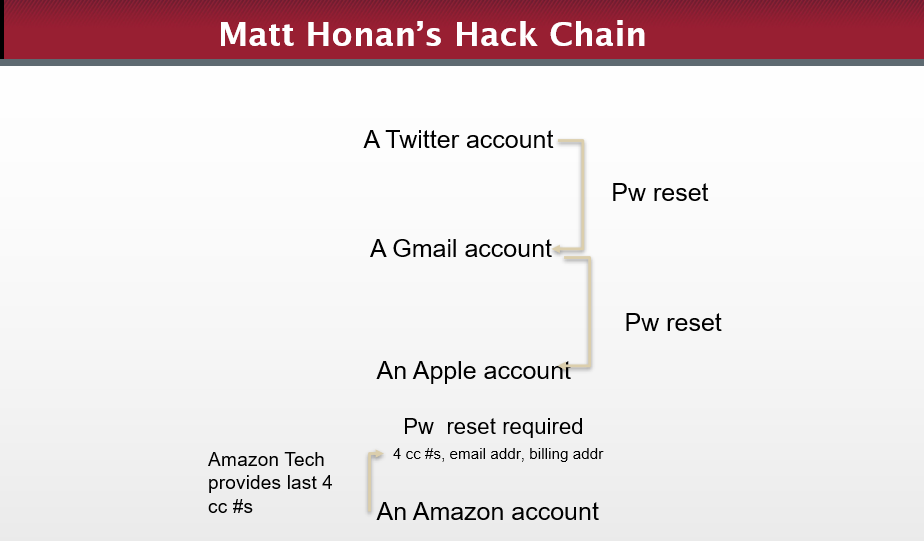 Matt Honan’s Hack Chain
A Twitter account
Pw reset
A Gmail account
Pw reset
An Apple account
Pw reset required
4 cc #s, email addr, billing addr
Amazon Tech
provides last 4
cc #s
An Amazon account